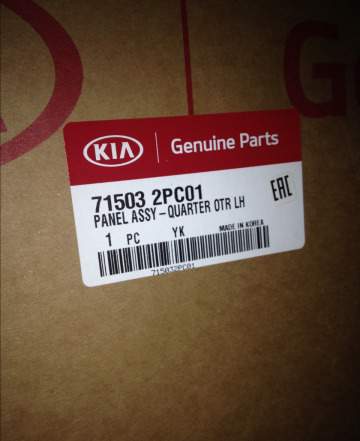 KIA Genuine Parts
71503 2PC01
PANEL ASSY-QUARTER OTR LH
EAC
1 PC YK MADE IN KOREA
715032PC01
G